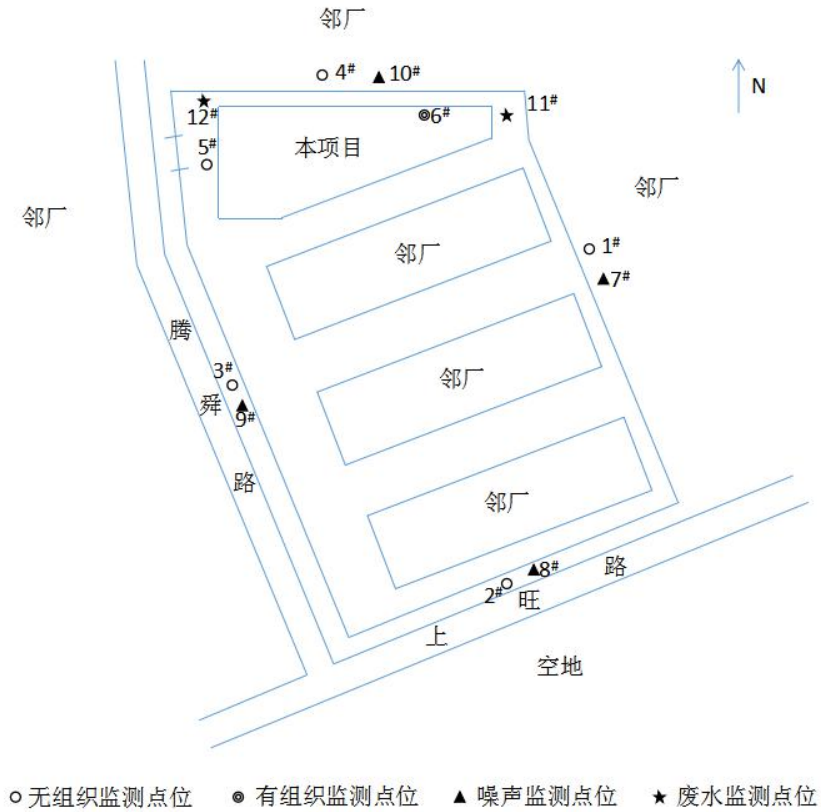 邻厂
4# 10#
N
12# 6# 11#
5# 本项目
邻厂
邻厂
1#
邻厂
7#
腾
3#
邻厂
舜
9#
路
邻厂
8# 路
2# 旺
上
空地
无组织监测点位 有组织监测点位 噪声监测点位 废水监测点位